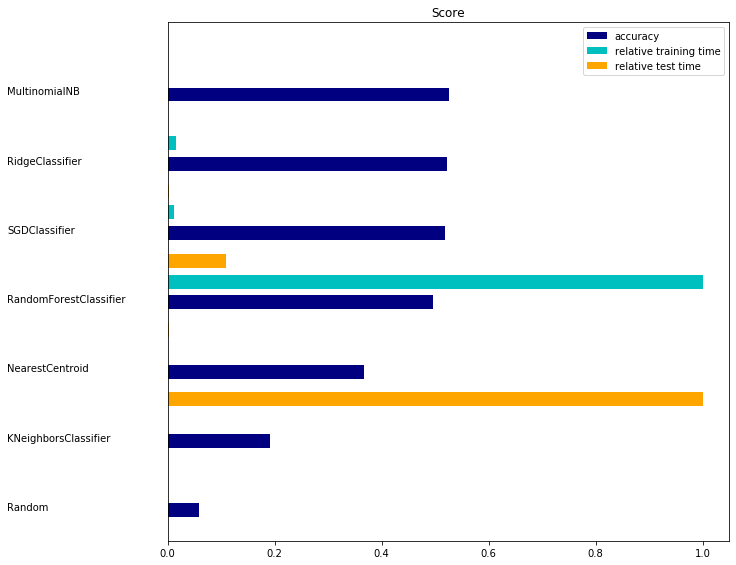 Score
accuracy
relative training time
relative test time
MultinomialNB
RidgeClassifier
SGDClassifier
RandomForestClassifier
NearestCentroid
KNeighborsClassifier
Random
0.0 0.2 0.4 0.6 0.8 1.0